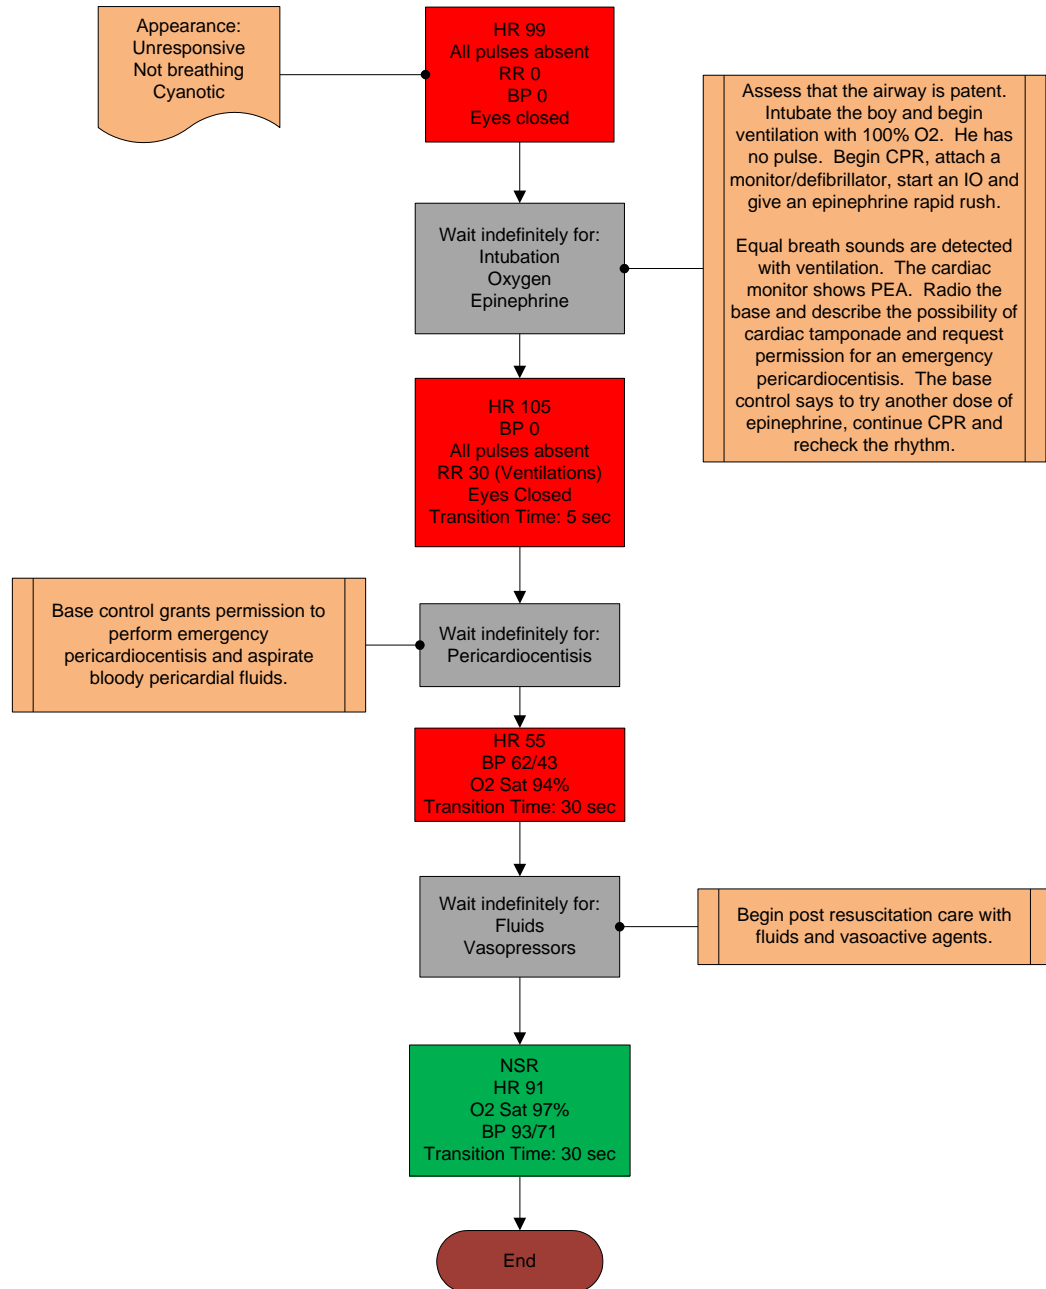 Appearance:
Unresponsive
Not breathing
Cyanotic
HR 99
All pulses absent
RR 0
BP 0
Eyes closed
Assess that the airway is patent.
Intubate the boy and begin
ventilation with 100% O2.  He has
no pulse.  Begin CPR, attach a
monitor/defibrillator, start an IO and
give an epinephrine rapid rush.
Equal breath sounds are detected
with ventilation.  The cardiac
monitor shows PEA.  Radio the
base and describe the possibility of
cardiac tamponade and request
permission for an emergency
pericardiocentisis.  The base
control says to try another dose of
epinephrine, continue CPR and
recheck the rhythm.
Wait indefinitely for:
Intubation
Oxygen
Epinephrine
HR 105
BP 0
All pulses absent
RR 30 (Ventilations)
Eyes Closed
Transition Time: 5 sec
Base control grants permission to
perform emergency
pericardiocentisis and aspirate
bloody pericardial fluids.
Wait indefinitely for:
Pericardiocentisis
HR 55
BP 62/43
O2 Sat 94%
Transition Time: 30 sec
Wait indefinitely for:
Fluids
Vasopressors
Begin post resuscitation care with
fluids and vasoactive agents.
NSR
HR 91
O2 Sat 97%
BP 93/71
Transition Time: 30 sec
End